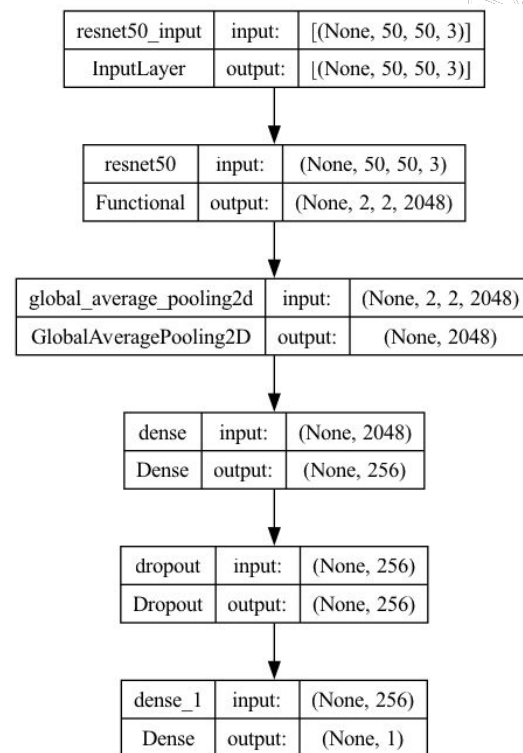 resnet50_input input: [(None, 50, 50, 3)]
InputLayer output: [(None, 50, 50, 3)]
resnet50 input: (None, 50, 50, 3)
Functional output: (None, 2, 2, 2048)
global_average_pooling2d input: (None, 2, 2, 2048)
GlobalAveragePooling2D output: (None, 2048)
dense input: (None, 2048)
Dense output: (None, 256)
dropout input: (None, 256)
Dropout output: (None, 256)
dense_1 input: (None, 256)
Dense output: (None, 1)